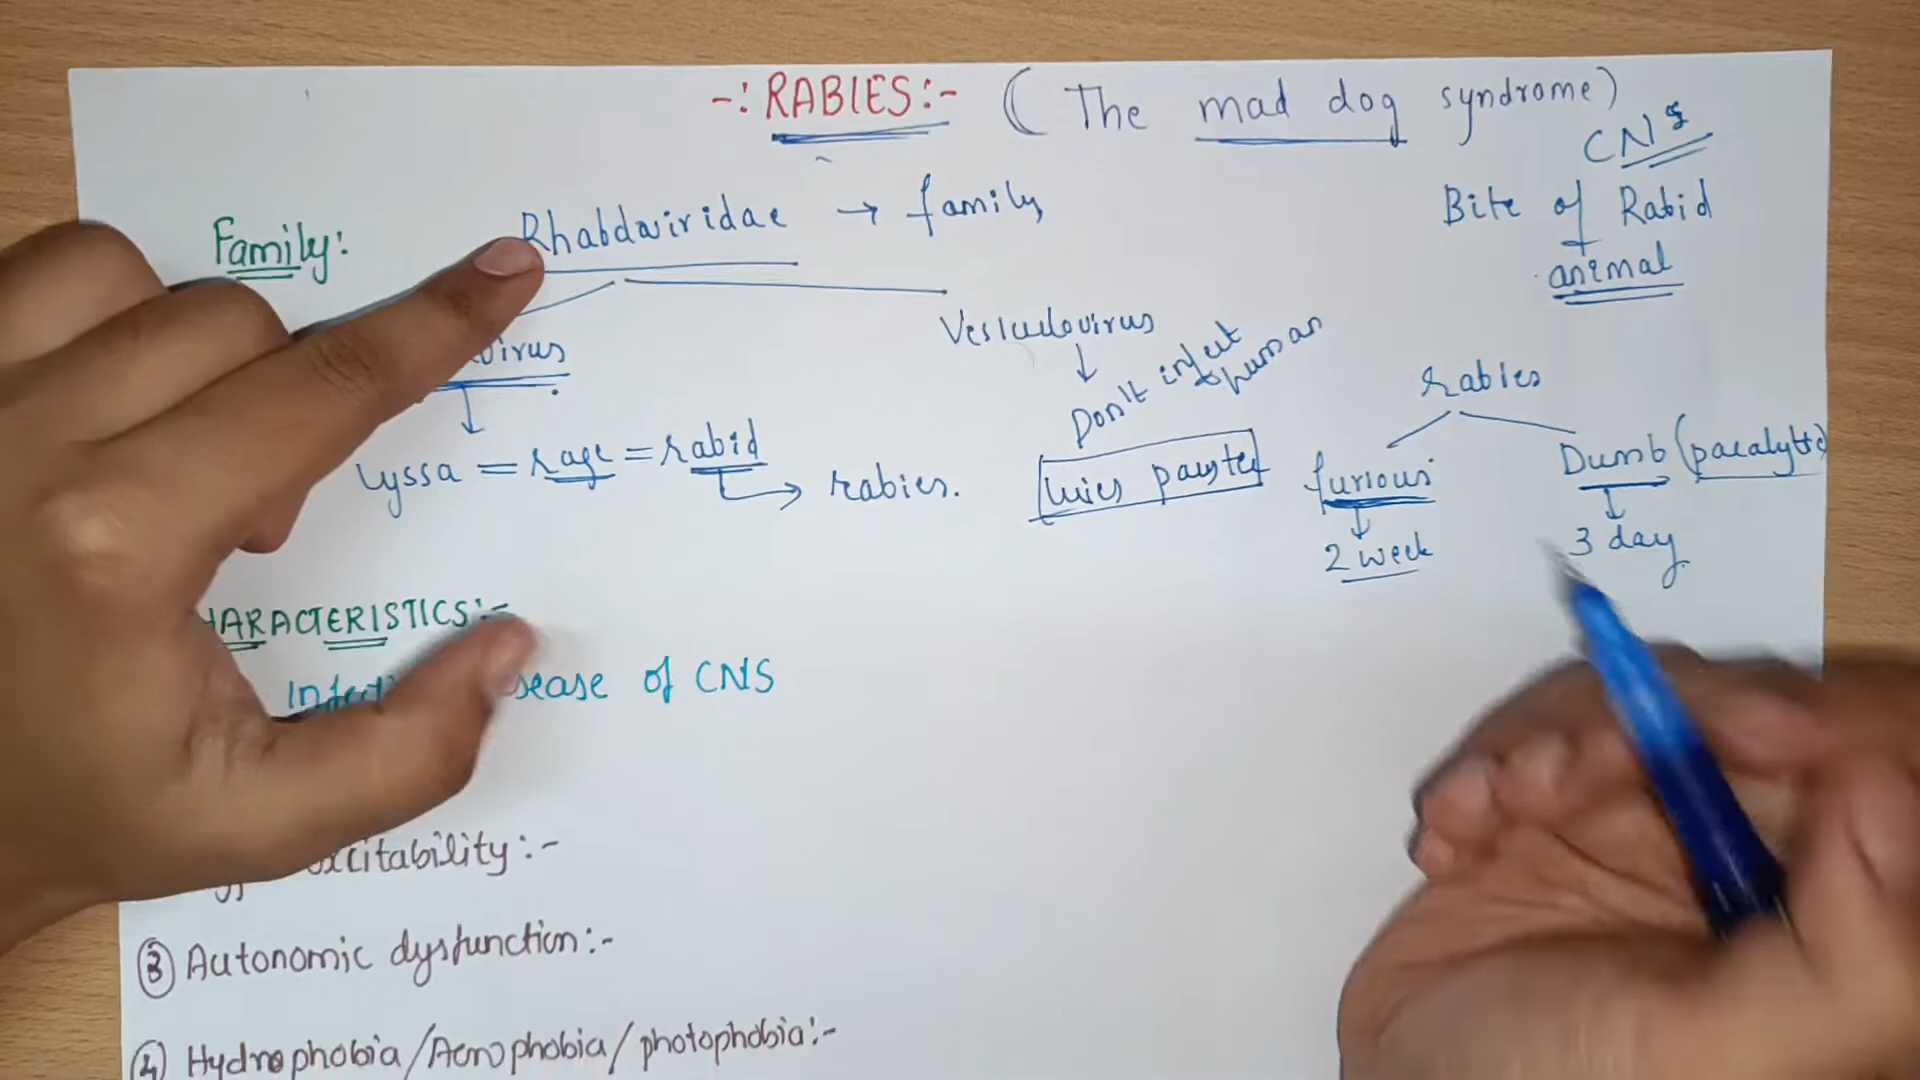 -: RABIES:- (The mad dog syndrome)
CNS
Bite of Rabid
animal
Family: Rhabdoviridae → family
virus
Vesiculovirus
Don't infect human
lyssa = rage = rabid → rabies.
rabies
furious
2 week
Dumb (paralytic)
3 day
HARACTERISTICS:-
sease of CNS
citability:-
③ Autonomic dysfunction:-
④ Hydrophobia/Aerophobia/photophobia:-